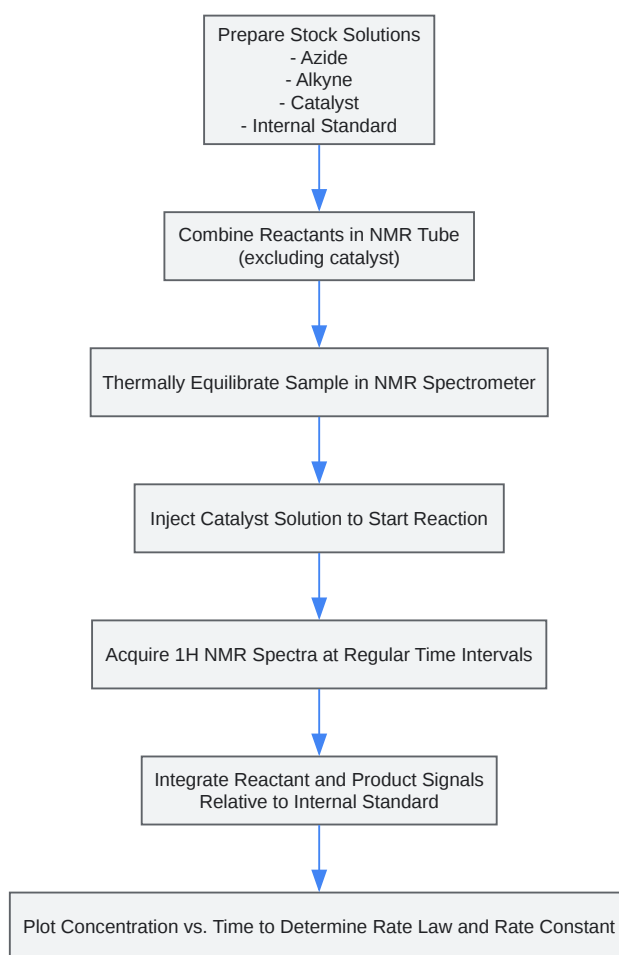 Prepare Stock Solutions
- Azide
- Alkyne
- Catalyst
- Internal Standard
Combine Reactants in NMR Tube
(excluding catalyst)
Thermally Equilibrate Sample in NMR Spectrometer
Inject Catalyst Solution to Start Reaction
Acquire 1H NMR Spectra at Regular Time Intervals
Integrate Reactant and Product Signals
Relative to Internal Standard
Plot Concentration vs. Time to Determine Rate Law and Rate Constant